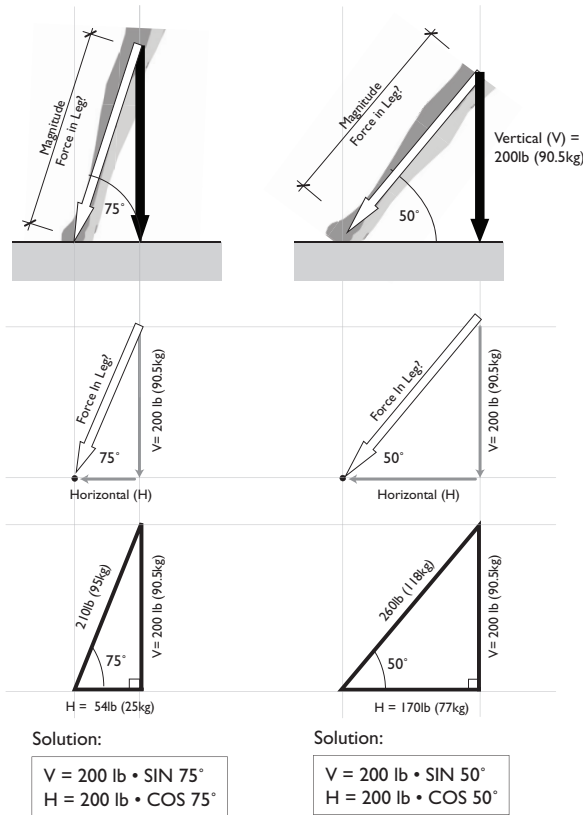 Magnitude
Force in Leg?
75˚
Magnitude
Force in Leg?
50˚
Vertical (V) =
200lb (90.5kg)
Force In Leg?
75˚
V= 200 lb (90.5kg)
Horizontal (H)
Force In Leg?
50˚
V= 200 lb (90.5kg)
Horizontal (H)
210lb (95kg)
75˚
V= 200 lb (90.5kg)
H = 54lb (25kg)
260lb (118kg)
50˚
V= 200 lb (90.5kg)
H = 170lb (77kg)
Solution:
V = 200 lb • SIN 75˚
H = 200 lb • COS 75˚
Solution:
V = 200 lb • SIN 50˚
H = 200 lb • COS 50˚